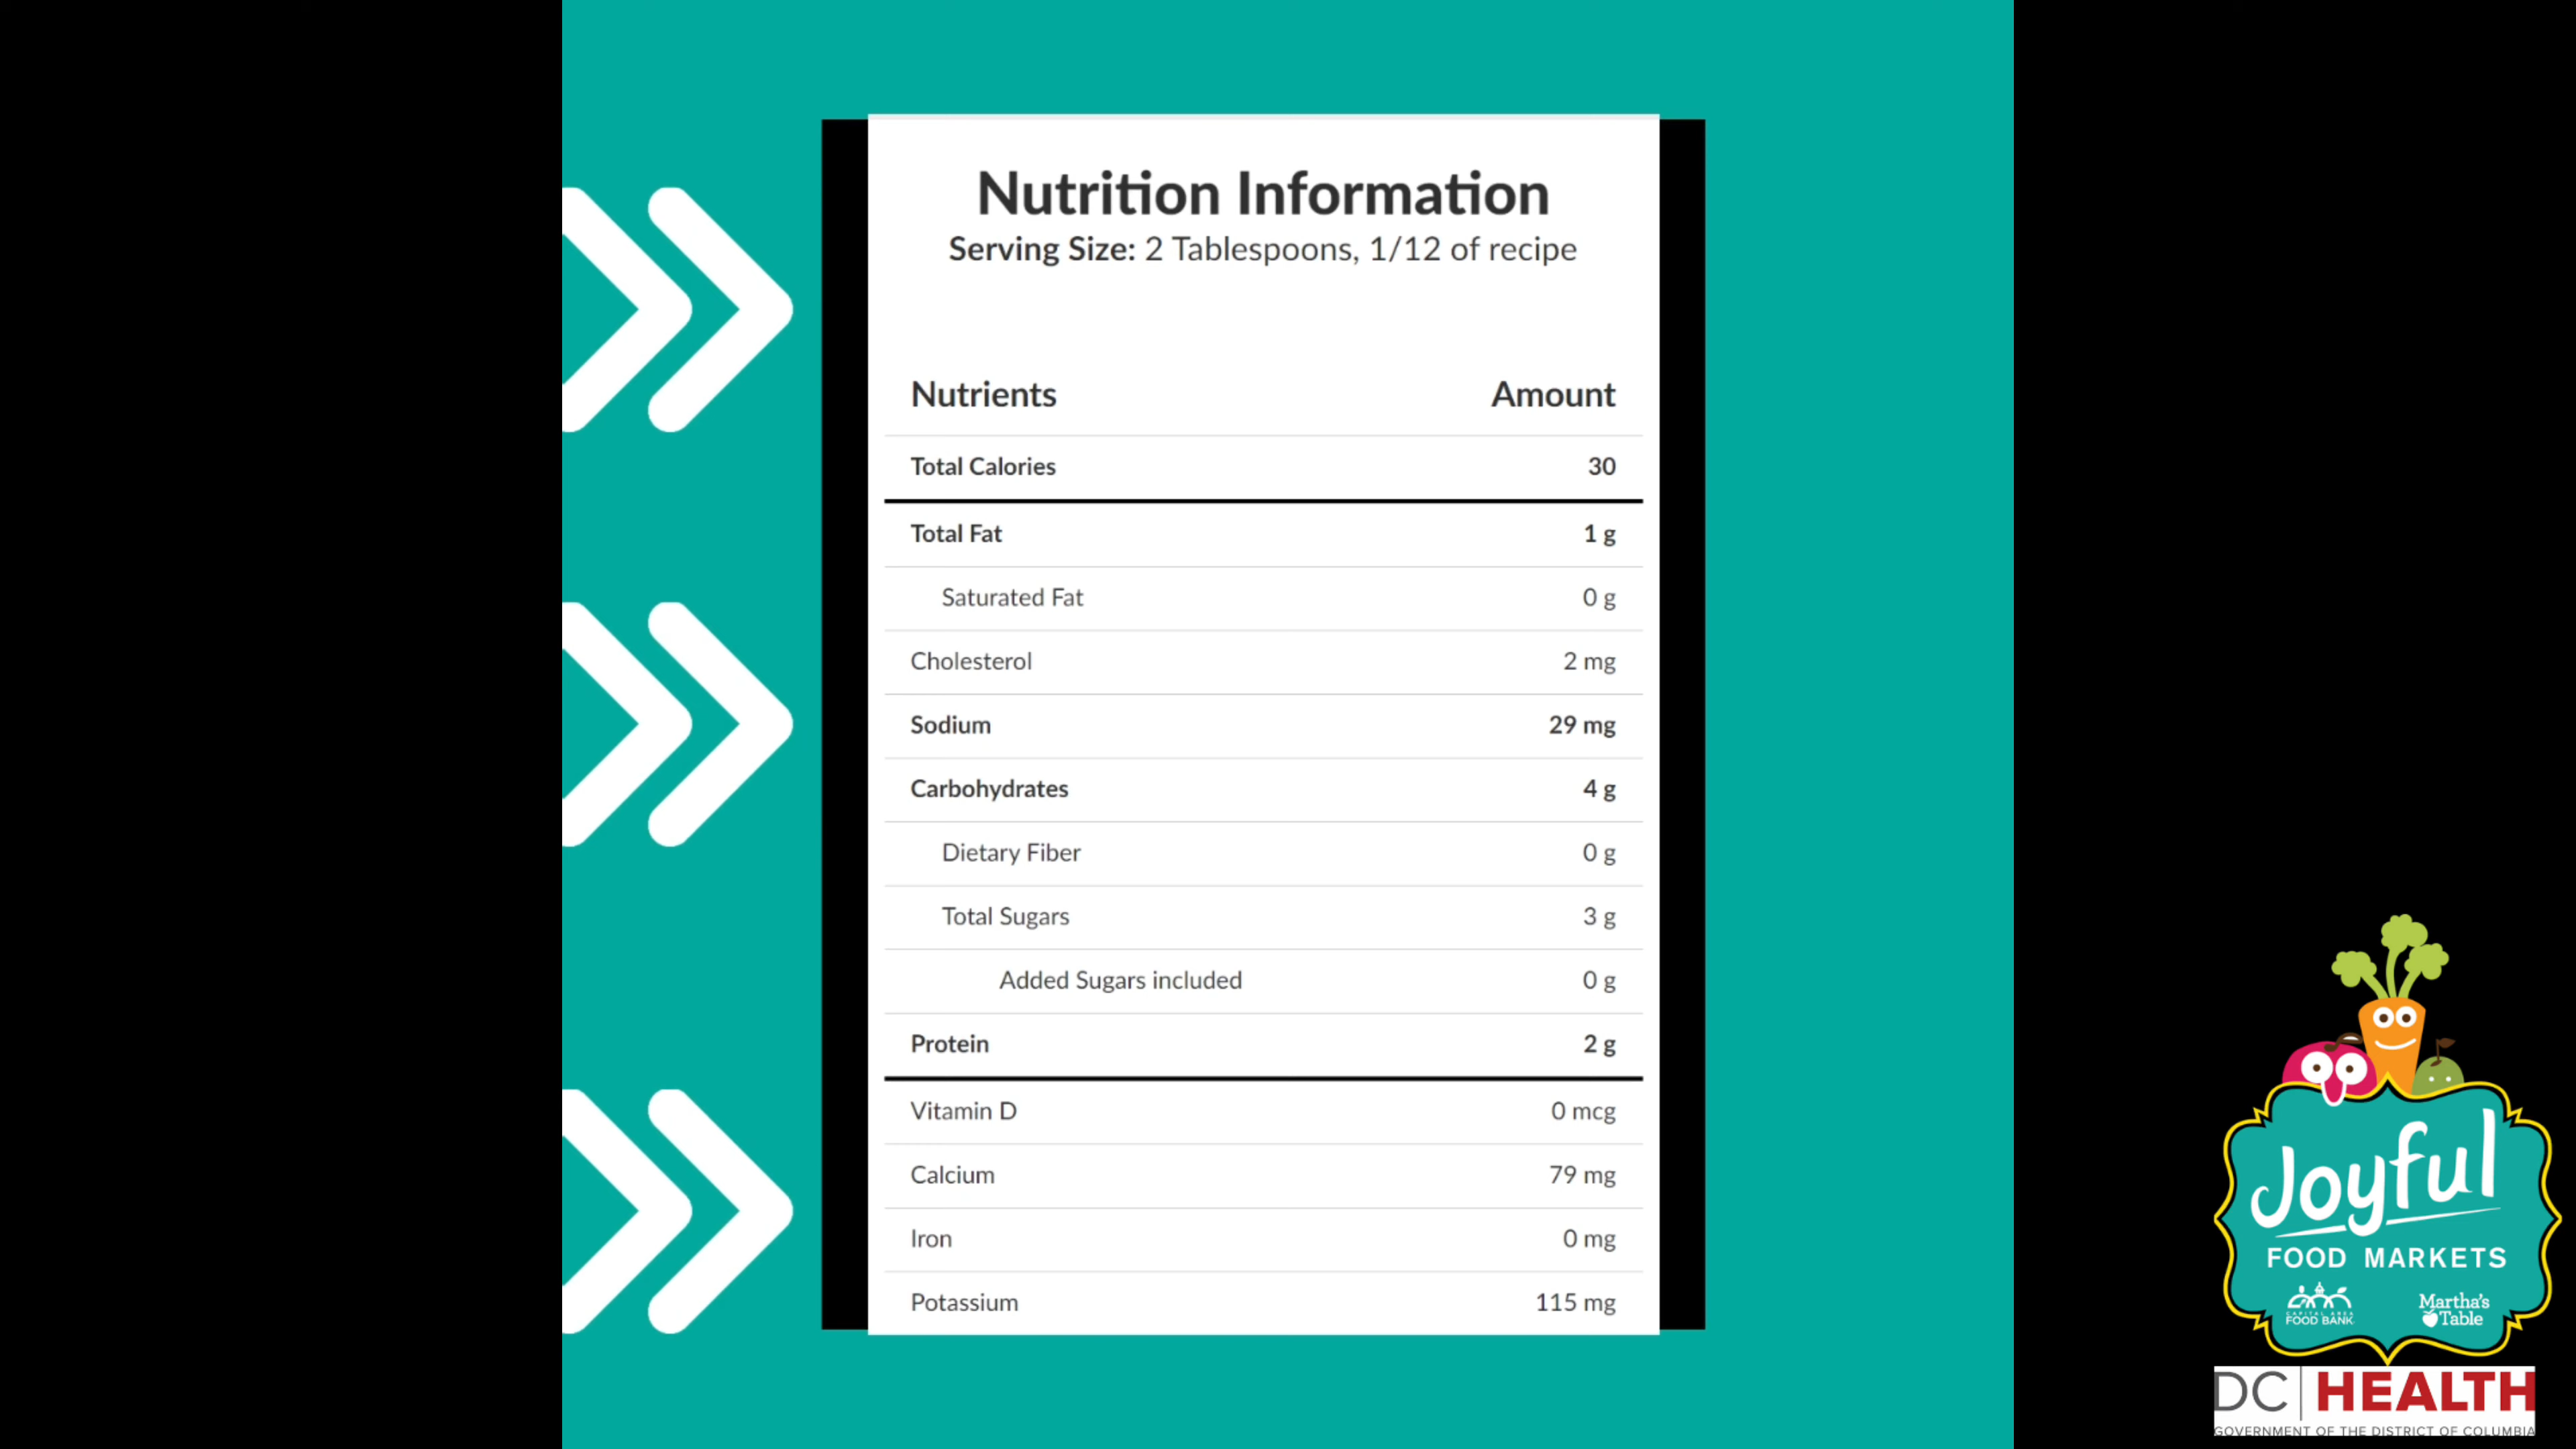 Nutrition Information
Serving Size: 2 Tablespoons, 1/12 of recipe
Nutrients Amount
Total Calories 30
Total Fat 1 g
Saturated Fat 0 g
Cholesterol 2 mg
Sodium 29 mg
Carbohydrates 4 g
Dietary Fiber 0 g
Total Sugars 3 g
Added Sugars included 0 g
Protein 2 g
Vitamin D 0 mcg
Calcium 79 mg
Iron 0 mg
Potassium 115 mg
Joyful
FOOD MARKETS
CAPITAL AREA
FOOD BANK
Martha's
Table
DC HEALTH
GOVERNMENT OF THE DISTRICT OF COLUMBIA